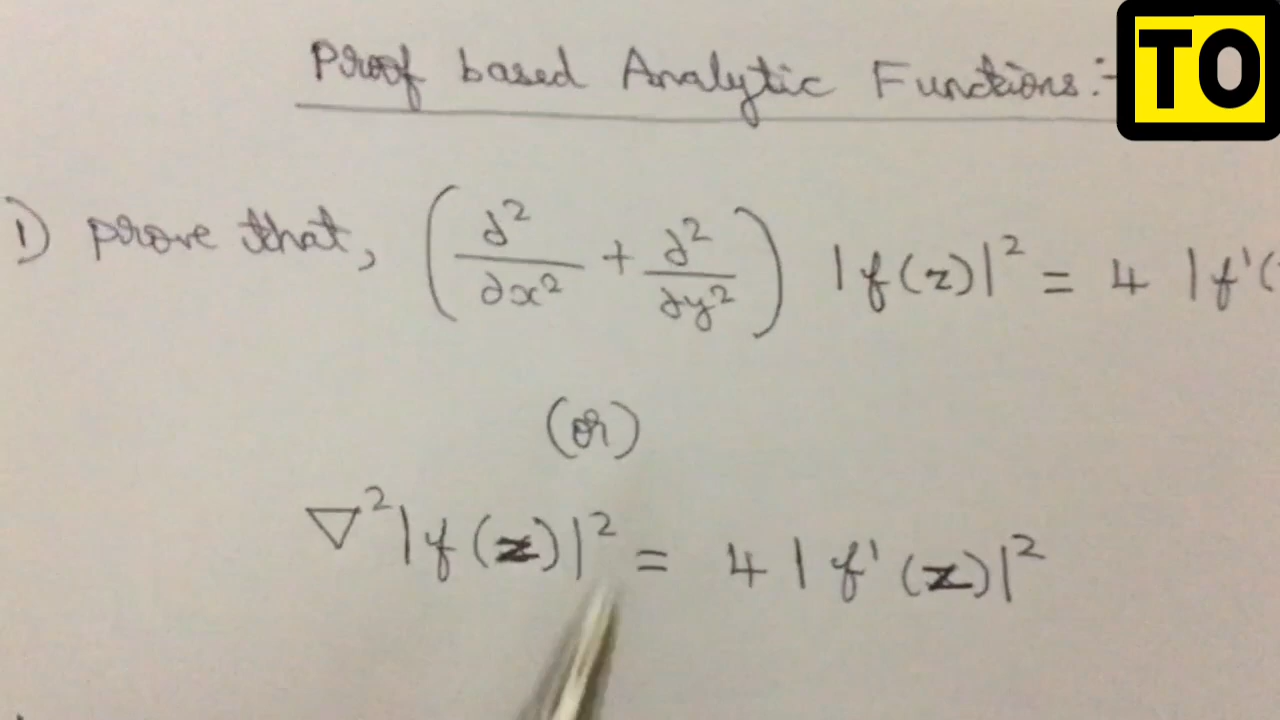 Proof based Analytic Functions:-
TO
1) prove that, (∂²/∂x² + ∂²/∂y²) |f(z)|² = 4 |f'(
(or)
∇²|f(z)|² = 4 |f'(z)|²